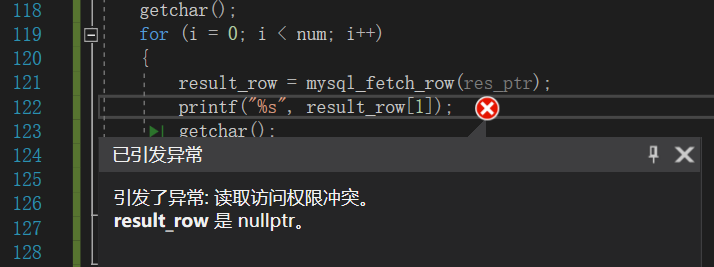 118 getchar();
119 for (i = 0; i < num; i++)
120 {
121 result_row = mysql_fetch_row(res_ptr);
122 printf("%s", result_row[1]);
123 getchar();
124 已引发异常
125
126 引发了异常: 读取访问权限冲突。
127 result_row 是 nullptr。
128